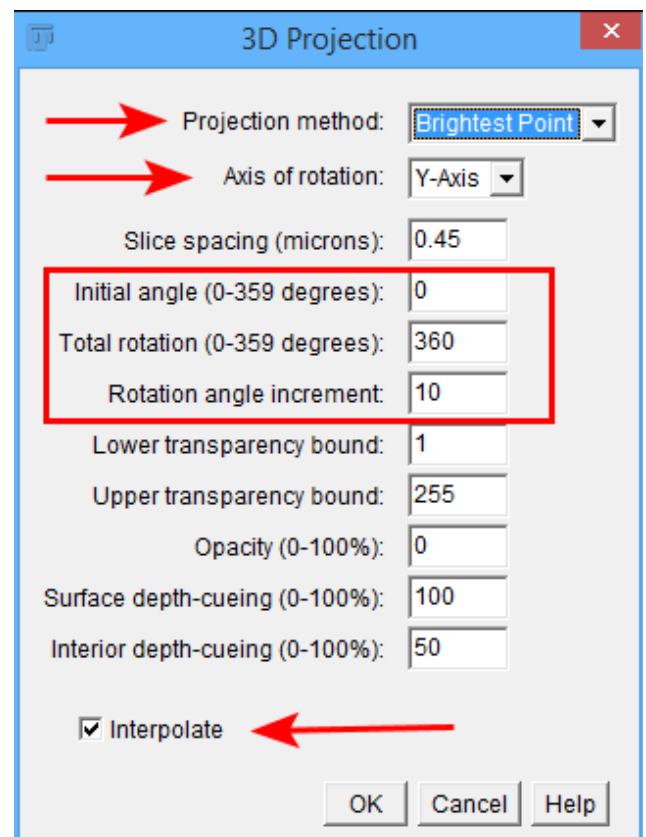 3D Projection
Projection method: Brightest Point
Axis of rotation: Y-Axis
Slice spacing (microns): 0.45
Initial angle (0-359 degrees): 0
Total rotation (0-359 degrees): 360
Rotation angle increment: 10
Lower transparency bound: 1
Upper transparency bound: 255
Opacity (0-100%): 0
Surface depth-cueing (0-100%): 100
Interior depth-cueing (0-100%): 50
Interpolate
OK Cancel Help